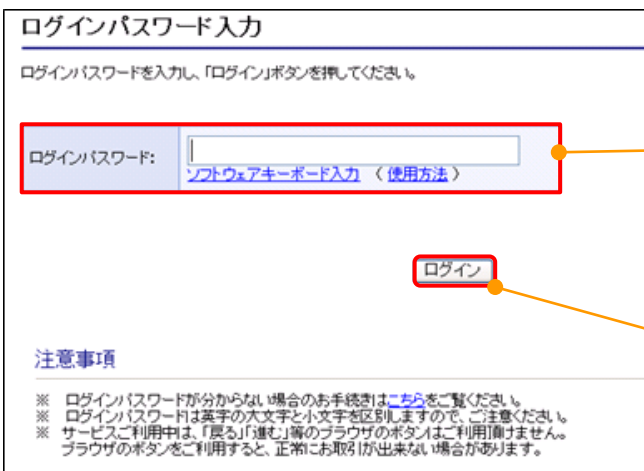 ログインパスワード入力
ログインパスワードを入力し、「ログイン」ボタンを押してください。
ログインパスワード:
ソフトウェアキーボード入力 （使用方法）
ログイン
注意事項
※ ログインパスワードが分からない場合のお手続きはこちらをご覧ください。
※ ログインパスワードは英字の大文字と小文字を区別しますので、ご注意ください。
※ サービスご利用中は、「戻る」「進む」等のブラウザのボタンはご利用頂けません。
ブラウザのボタンをご利用すると、正常にお取引が出来ない場合があります。